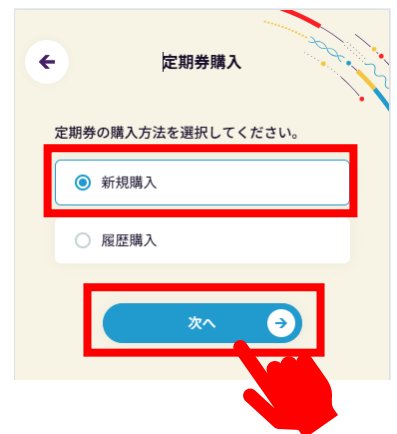 定期券購入
定期券の購入方法を選択してください。
新規購入
履歴購入
次へ